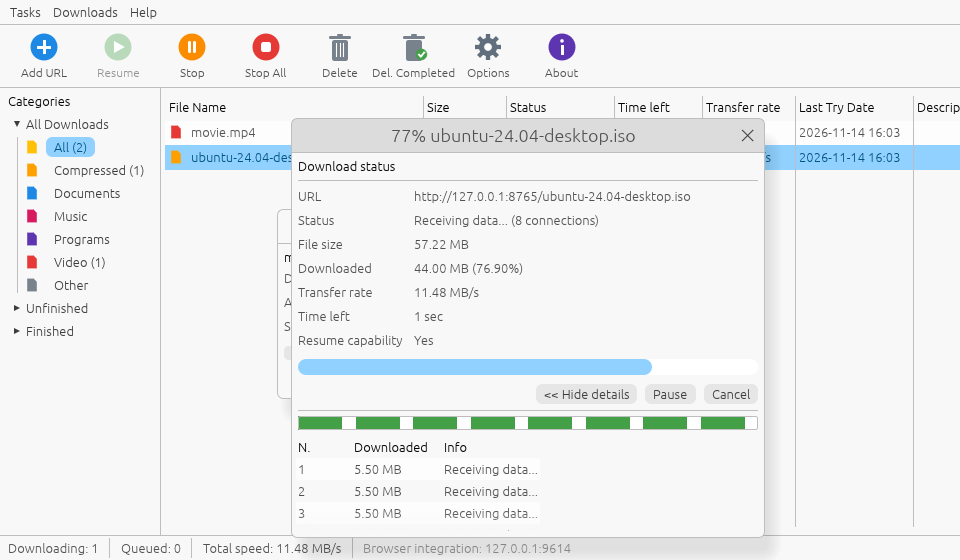 Tasks Downloads Help
Add URL Resume Stop Stop All Delete Del. Completed Options About
Categories
All Downloads
All (2)
Compressed (1)
Documents
Music
Programs
Video (1)
Other
Unfinished
Finished
File Name Size Status Time left Transfer rate Last Try Date Descrip
movie.mp4 2026-11-14 16:03
ubuntu-24.04-des s 2026-11-14 16:03
77% ubuntu-24.04-desktop.iso
Download status
URL http://127.0.0.1:8765/ubuntu-24.04-desktop.iso
Status Receiving data... (8 connections)
File size 57.22 MB
Downloaded 44.00 MB (76.90%)
Transfer rate 11.48 MB/s
Time left 1 sec
Resume capability Yes
<< Hide details Pause Cancel
N. Downloaded Info
1 5.50 MB Receiving data...
2 5.50 MB Receiving data...
3 5.50 MB Receiving data...
Downloading: 1 Queued: 0 Total speed: 11.48 MB/s Browser integration: 127.0.0.1:9614